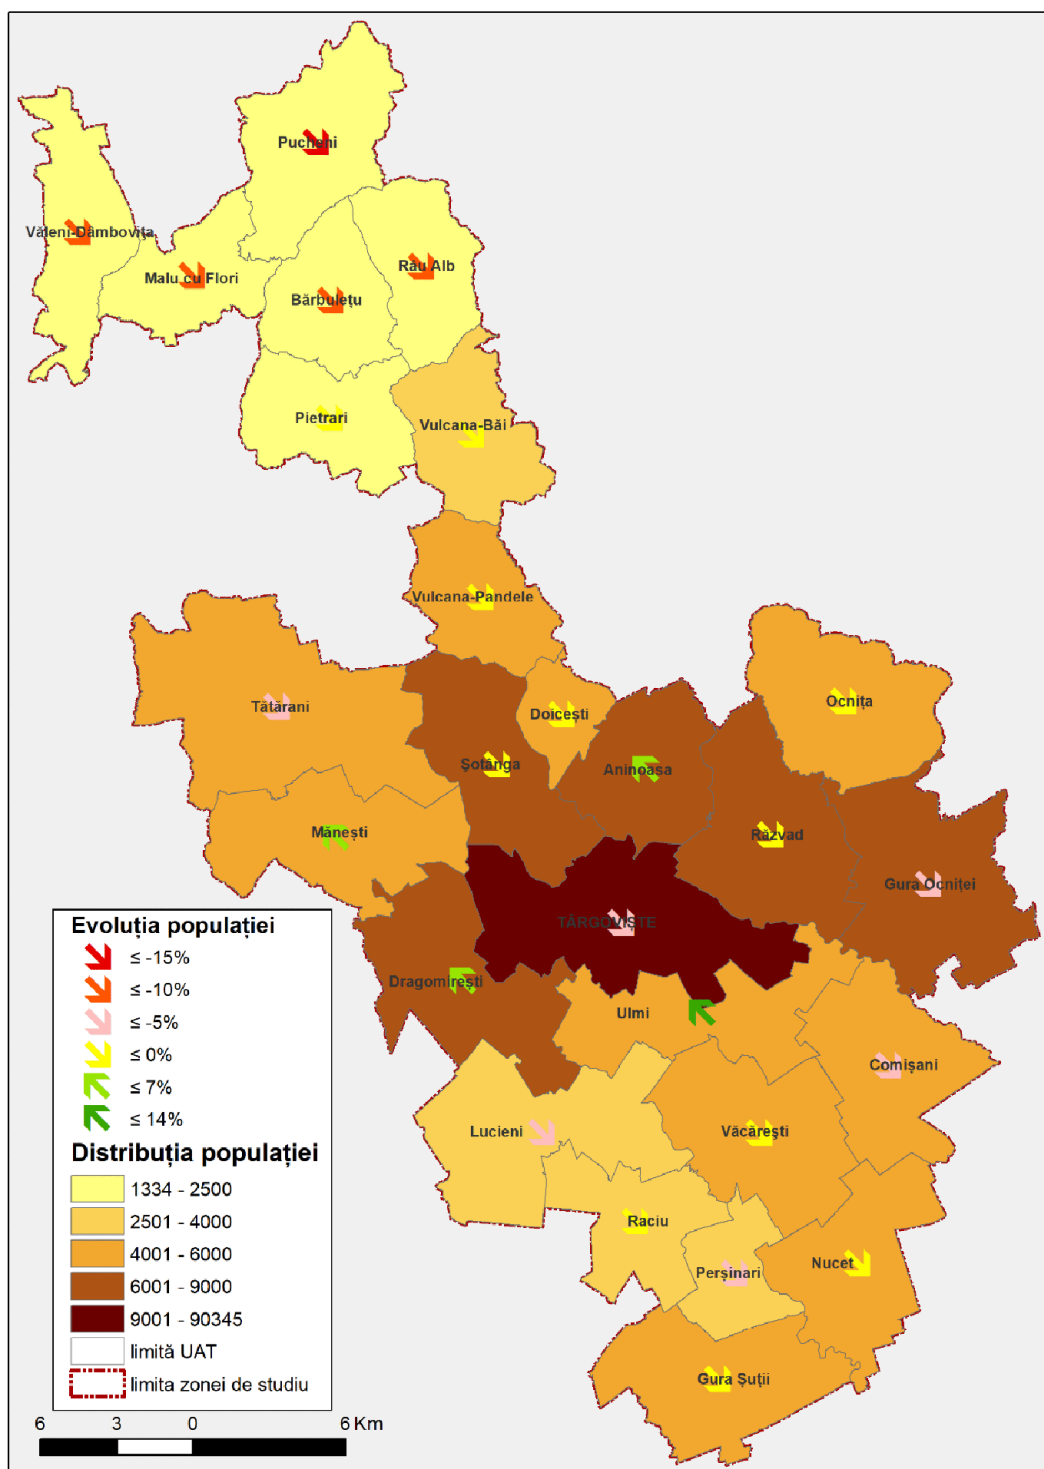 Pucheni
Văleni-Dâmbovița
Rău Alb
Malu cu Flori
Bărbulețu
Pietrari
Vulcana-Băi
Vulcana-Pandele
Tătărani
Ocnița
Doicești
Șotânga
Aninoasa
Mănești
Răzvad
Gura Ocniței
TÂRGOVIȘTE
Dragomirești
Ulmi
Comișani
Lucieni
Văcărești
Raciu
Perșinari
Nucet
Gura Șuții
Evoluția populației
≤ -15%
≤ -10%
≤ -5%
≤ 0%
≤ 7%
≤ 14%
Distribuția populației
1334 - 2500
2501 - 4000
4001 - 6000
6001 - 9000
9001 - 90345
limită UAT
limita zonei de studiu
6 3 0 6 Km